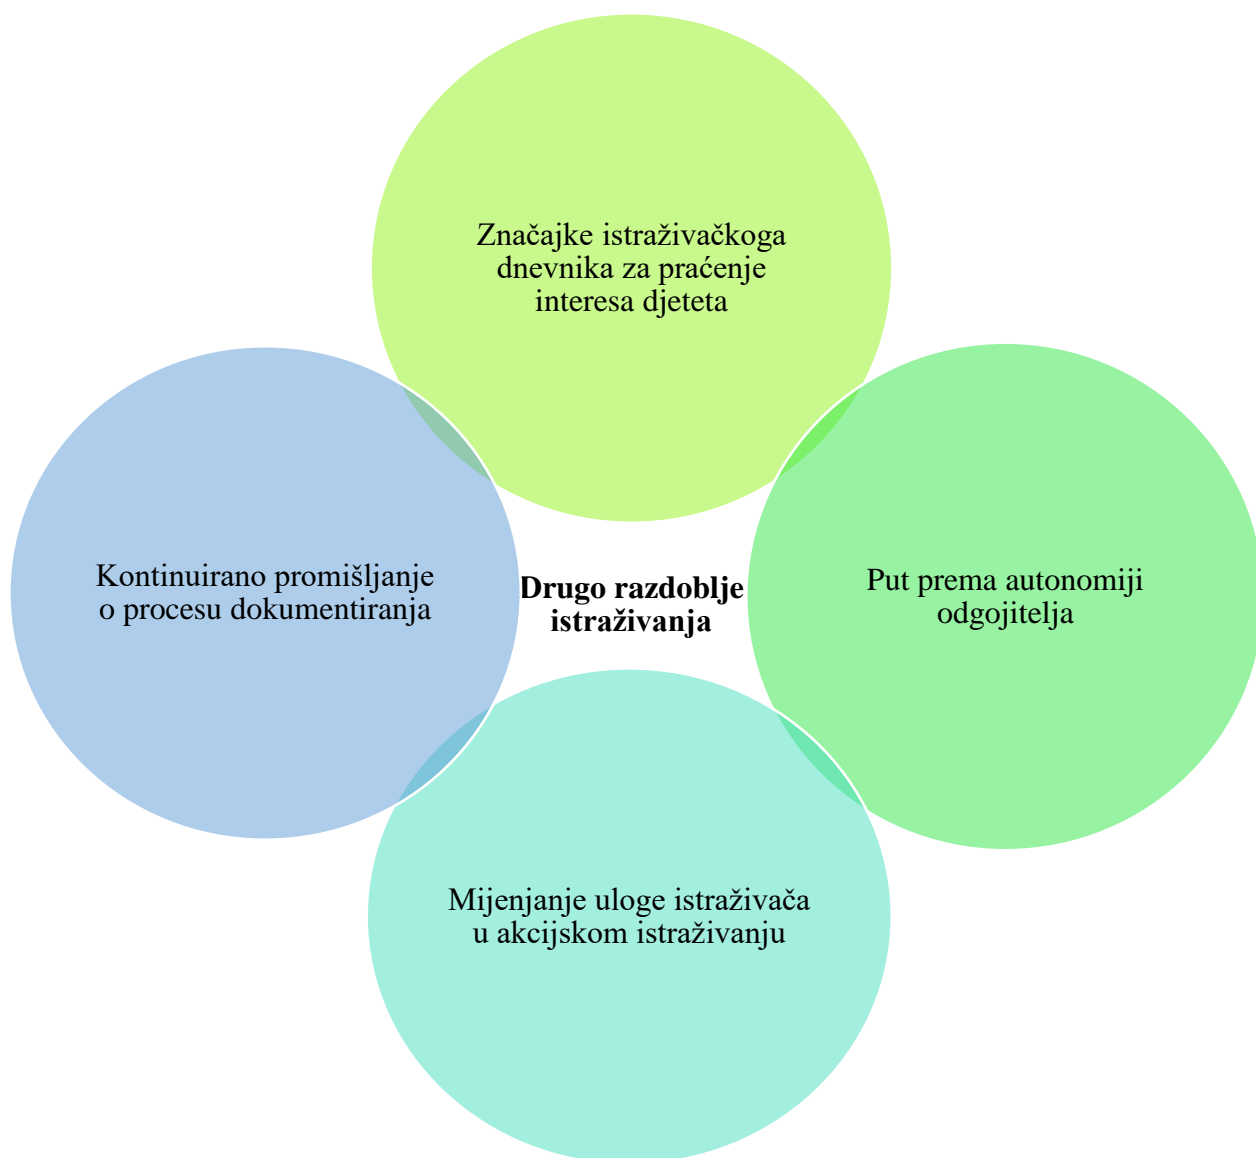 Značajke istraživačkoga
dnevnika za praćenje
interesa djeteta
Kontinuirano promišljanje
o procesu dokumentiranja
Drugo razdoblje
istraživanja
Put prema autonomiji
odgojitelja
Mijenjanje uloge istraživača
u akcijskom istraživanju